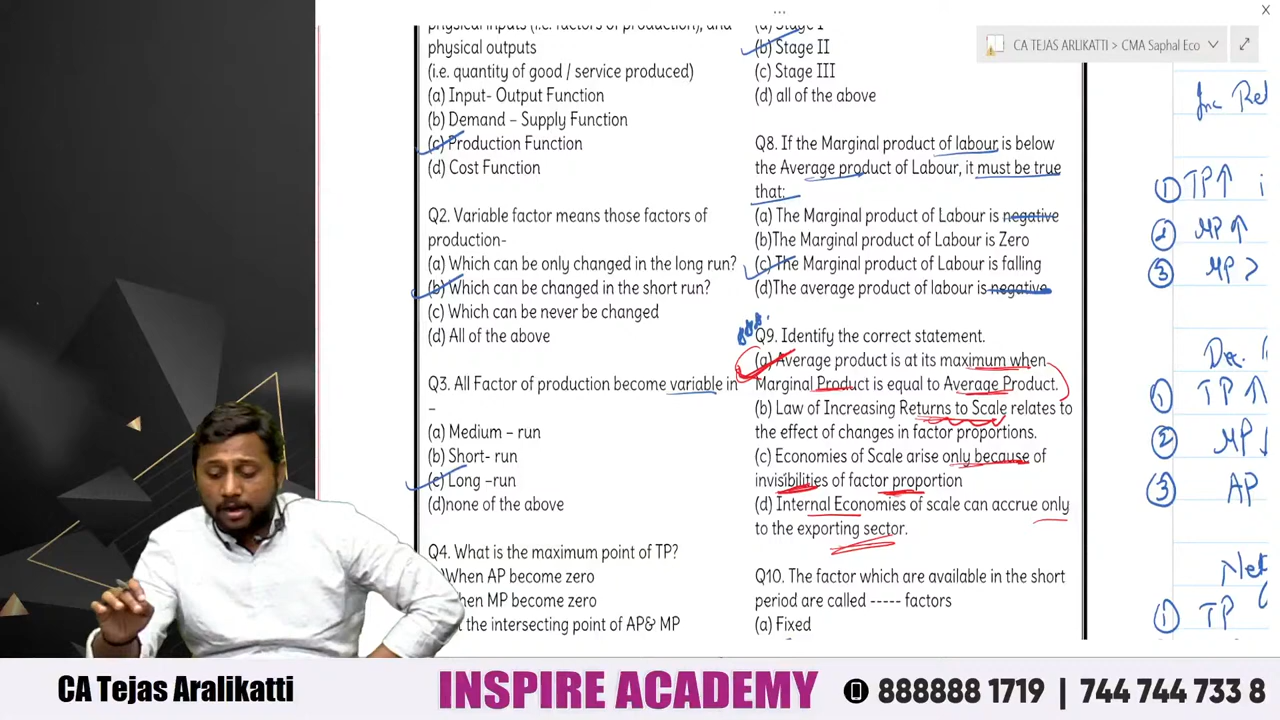 ...
X
CA TEJAS ARLIKATTI > CMA Saphal Eco
physical inputs (i.e. factors of production), and
physical outputs
(i.e. quantity of good / service produced)
(a) Input- Output Function
(b) Demand – Supply Function
(c) Production Function
(d) Cost Function
Q2. Variable factor means those factors of
production-
(a) Which can be only changed in the long run?
(b) Which can be changed in the short run?
(c) Which can be never be changed
(d) All of the above
Q3. All Factor of production become variable in
–
(a) Medium – run
(b) Short- run
(c) Long –run
(d)none of the above
Q4. What is the maximum point of TP?
When AP become zero
hen MP become zero
t the intersecting point of AP& MP
(a) Stage I
(b) Stage II
(c) Stage III
(d) all of the above
Q8. If the Marginal product of labour is below
the Average product of Labour, it must be true
that:
(a) The Marginal product of Labour is negative
(b)The Marginal product of Labour is Zero
(c) The Marginal product of Labour is falling
(d)The average product of labour is negative
Q9. Identify the correct statement.
(a) Average product is at its maximum when
Marginal Product is equal to Average Product.
(b) Law of Increasing Returns to Scale relates to
the effect of changes in factor proportions.
(c) Economies of Scale arise only because of
invisibilities of factor proportion
(d) Internal Economies of scale can accrue only
to the exporting sector.
Q10. The factor which are available in the short
period are called ----- factors
(a) Fixed
Inc Ret
① TP↑ i
② MP↑
③ MP >
Dec.
① TP↑
② MP↓
③ AP
① TP
CA Tejas Aralikatti
INSPIRE ACADEMY
888888 1719 | 744 744 733 8